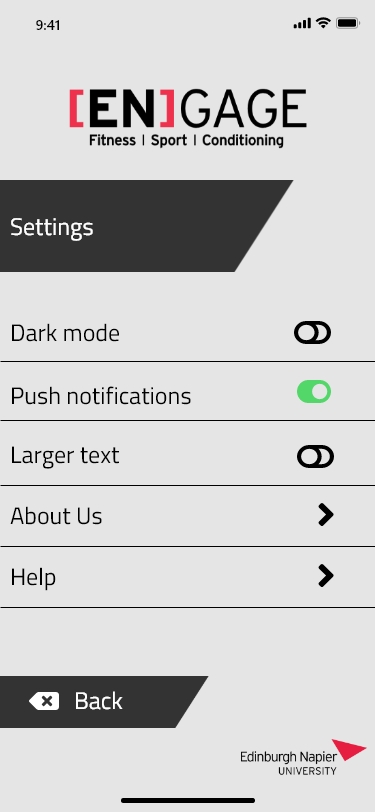 9:41
[EN]GAGE
Fitness | Sport | Conditioning
Settings
Dark mode
Push notifications
Larger text
About Us
Help
Back
Edinburgh Napier
UNIVERSITY